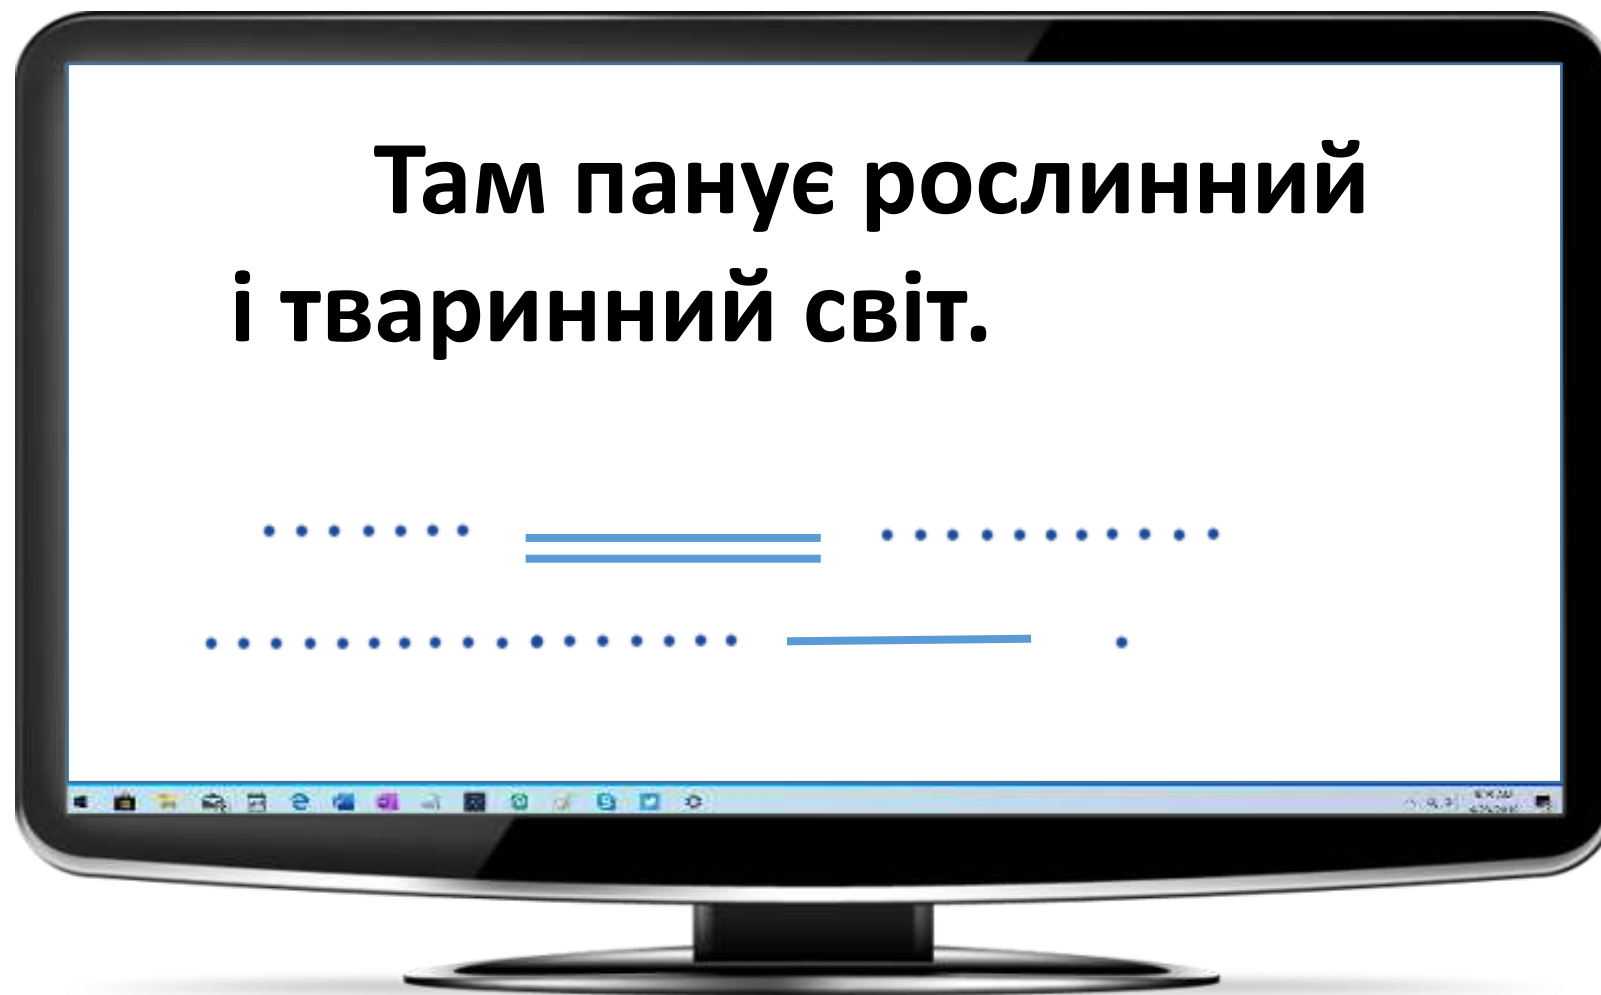 Там панує рослинний
і тваринний світ.